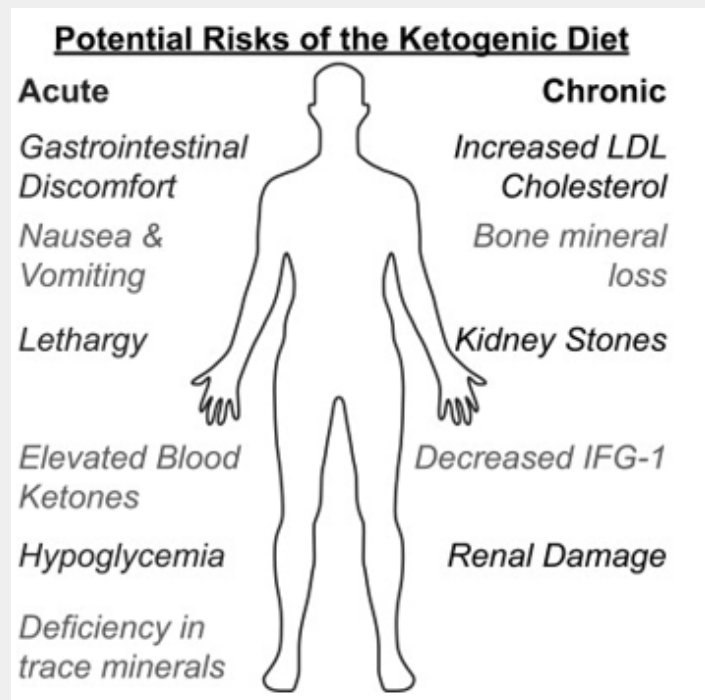 Potential Risks of the Ketogenic Diet
Acute
Gastrointestinal
Discomfort
Nausea &
Vomiting
Lethargy
Elevated Blood
Ketones
Hypoglycemia
Deficiency in
trace minerals
Chronic
Increased LDL
Cholesterol
Bone mineral
loss
Kidney Stones
Decreased IFG-1
Renal Damage